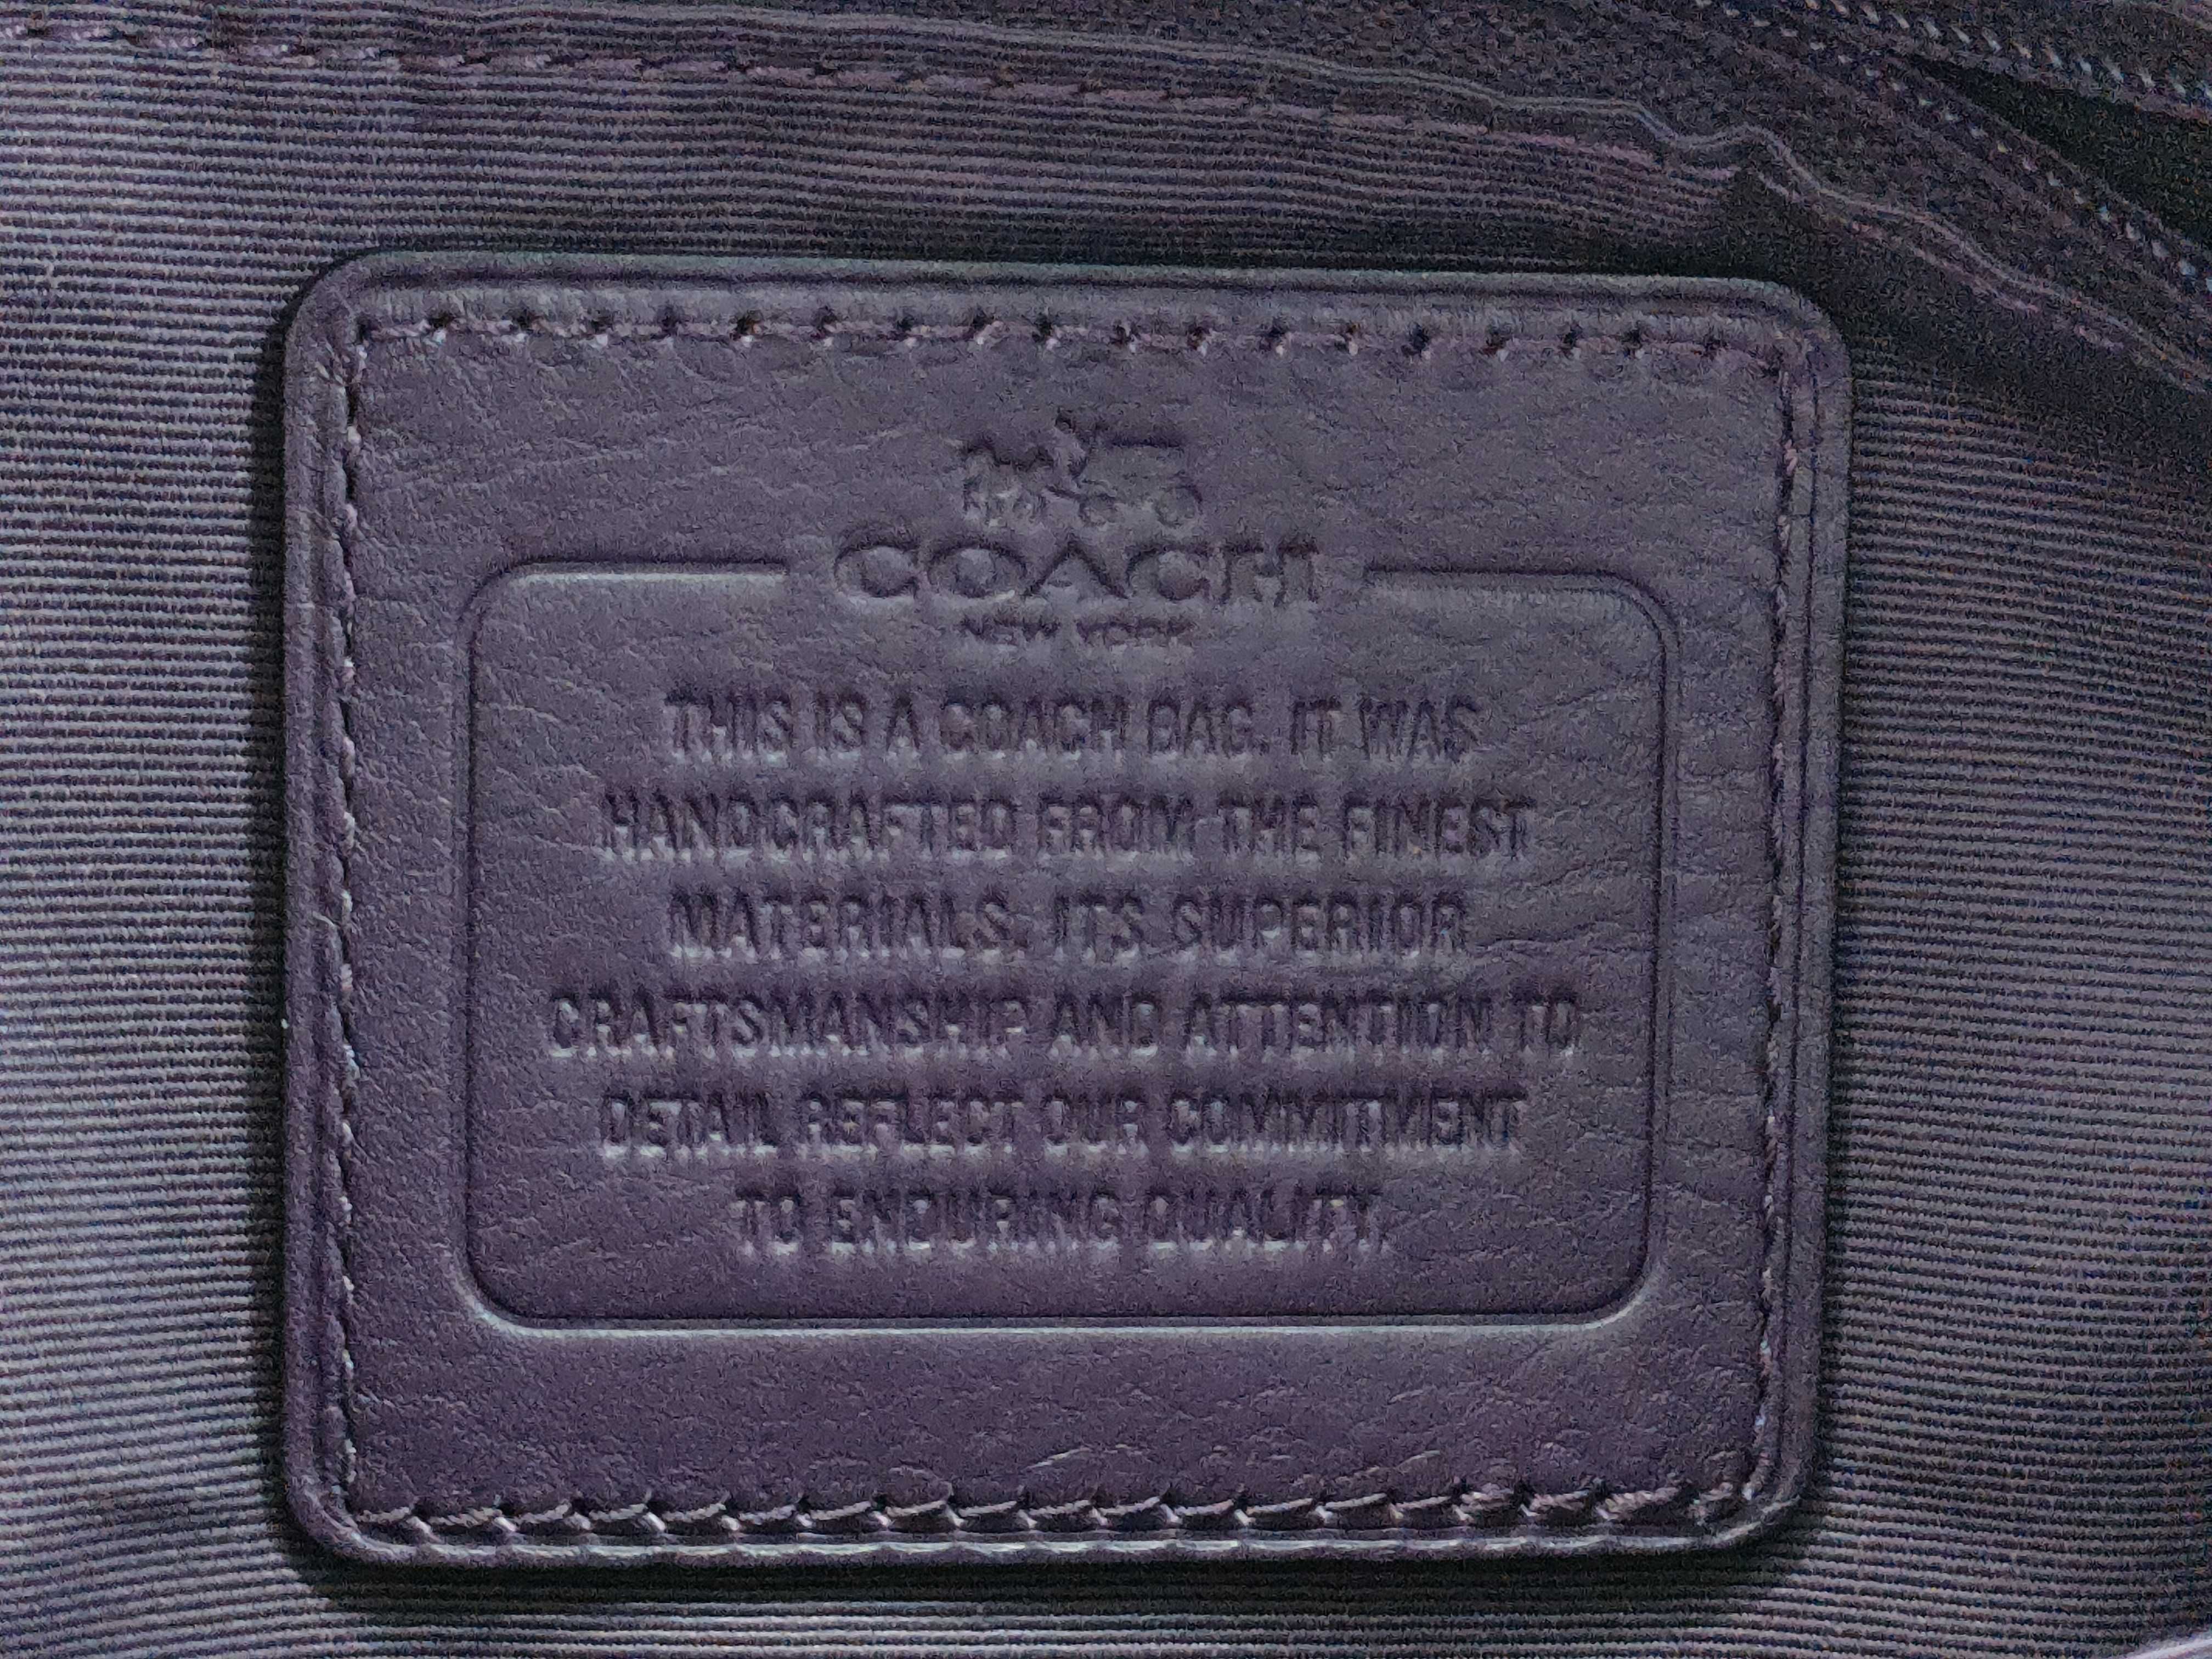 COACH
NEW YORK
THIS IS A COACH BAG. IT WAS
HANDCRAFTED FROM THE FINEST
MATERIALS. ITS SUPERIOR
CRAFTSMANSHIP AND ATTENTION TO
DETAIL REFLECT OUR COMMITMENT
TO ENDURING QUALITY.